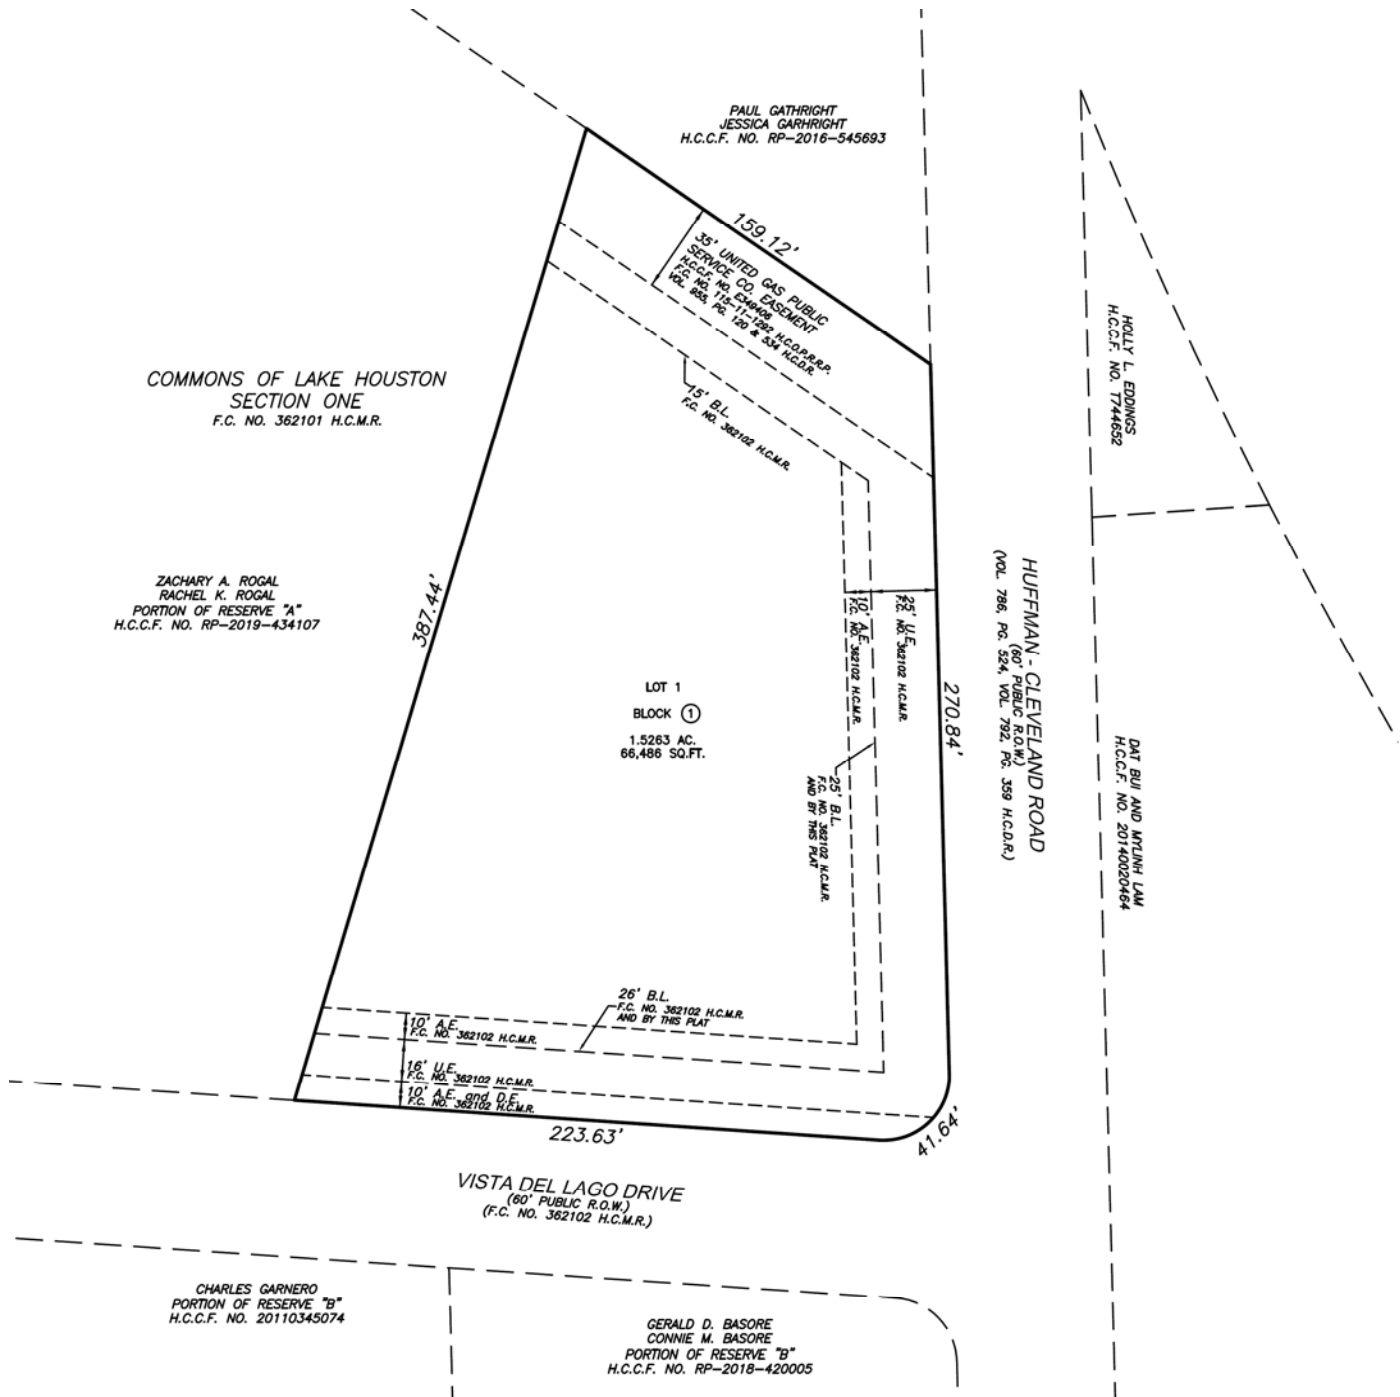 PAUL GATHRIGHT
JESSICA GARHRIGHT
H.C.C.F. NO. RP-2016-545693
159.12'
35' UNITED GAS PUBLIC
SERVICE CO. EASEMENT
H.C.C.F. NO. E349406
F.C. NO. 115-11-1292 H.C.O.P.R.R.P.
VOL. 955, PG. 120 & 534 H.C.D.R.
15' B.L.
F.C. NO. 362102 H.C.M.R.
HOLLY L. EDDINGS
H.C.C.F. NO. T744652
COMMONS OF LAKE HOUSTON
SECTION ONE
F.C. NO. 362101 H.C.M.R.
ZACHARY A. ROGAL
RACHEL K. ROGAL
PORTION OF RESERVE "A"
H.C.C.F. NO. RP-2019-434107
387.44'
LOT 1
BLOCK 1
1.5263 AC.
66,486 SQ.FT.
10' A.E.
F.C. NO. 362102 H.C.M.R.
25' U.E.
F.C. NO. 362102 H.C.M.R.
25' B.L.
F.C. NO. 362102 H.C.M.R.
AND BY THIS PLAT
270.84'
HUFFMAN - CLEVELAND ROAD
(60' PUBLIC R.O.W.)
(VOL. 786, PG. 524, VOL. 792, PG. 359 H.C.D.R.)
DAT BUI AND MYLINH LAM
H.C.C.F. NO. 20140020464
26' B.L.
F.C. NO. 362102 H.C.M.R.
AND BY THIS PLAT
10' A.E.
F.C. NO. 362102 H.C.M.R.
16' U.E.
F.C. NO. 362102 H.C.M.R.
10' A.E. and D.E.
F.C. NO. 362102 H.C.M.R.
223.63'
41.64'
VISTA DEL LAGO DRIVE
(60' PUBLIC R.O.W.)
(F.C. NO. 362102 H.C.M.R.)
CHARLES GARNERO
PORTION OF RESERVE "B"
H.C.C.F. NO. 20110345074
GERALD D. BASORE
CONNIE M. BASORE
PORTION OF RESERVE "B"
H.C.C.F. NO. RP-2018-420005